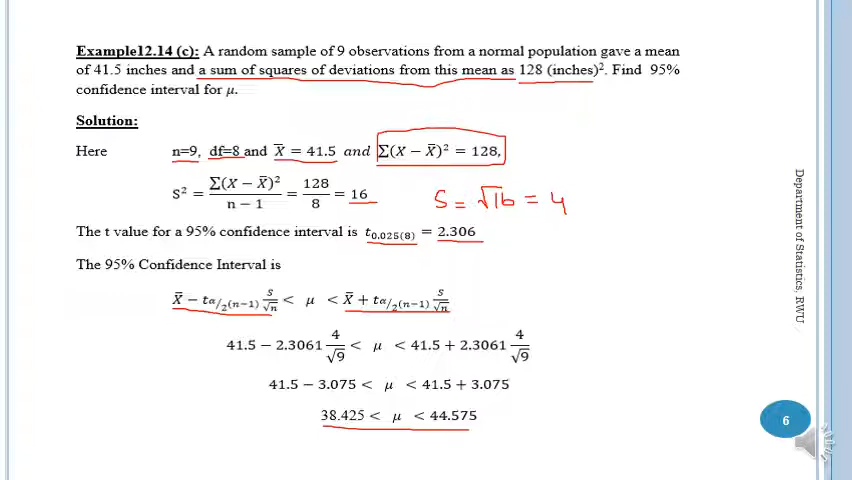 Example12.14 (c): A random sample of 9 observations from a normal population gave a mean
of 41.5 inches and a sum of squares of deviations from this mean as 128 (inches)². Find 95%
confidence interval for μ.
Solution:
Here n=9, df=8 and X̄ = 41.5 and Σ(X − X̄)² = 128,
S² = Σ(X − X̄)² / n − 1 = 128 / 8 = 16 S = √16 = 4
The t value for a 95% confidence interval is t₀.₀₂₅₍₈₎ = 2.306
The 95% Confidence Interval is
X̄ − tα/₂(n−1) s/√n < μ < X̄ + tα/₂(n−1) s/√n
41.5 − 2.3061 4/√9 < μ < 41.5 + 2.3061 4/√9
41.5 − 3.075 < μ < 41.5 + 3.075
38.425 < μ < 44.575
Department of Statistics, RWU
6